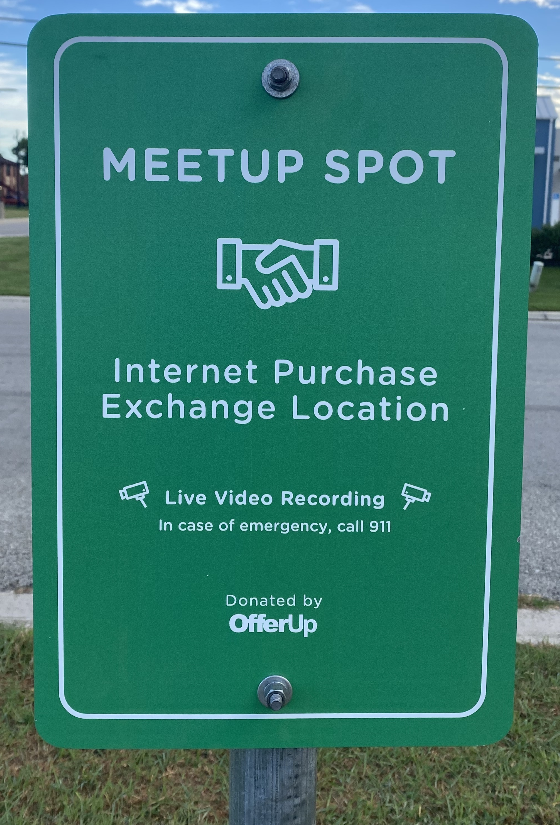 MEETUP SPOT
Internet Purchase
Exchange Location
Live Video Recording
In case of emergency, call 911
Donated by
OfferUp